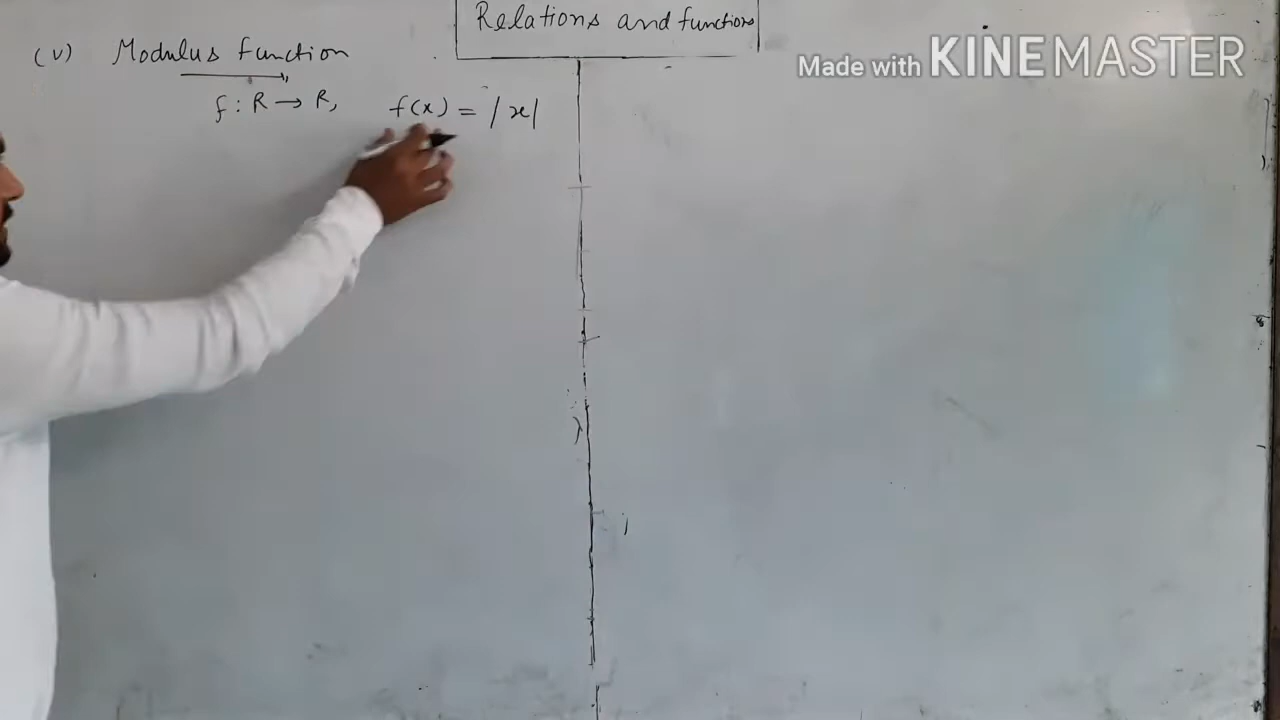 Relations and functions
(V) Modulus function
f : R → R, f(x) = |x|
Made with KINEMASTER